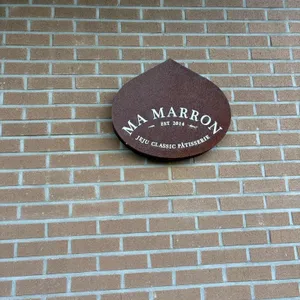 MA MARRON
EST 2014
JEJU CLASSIC PÂTISSERIE